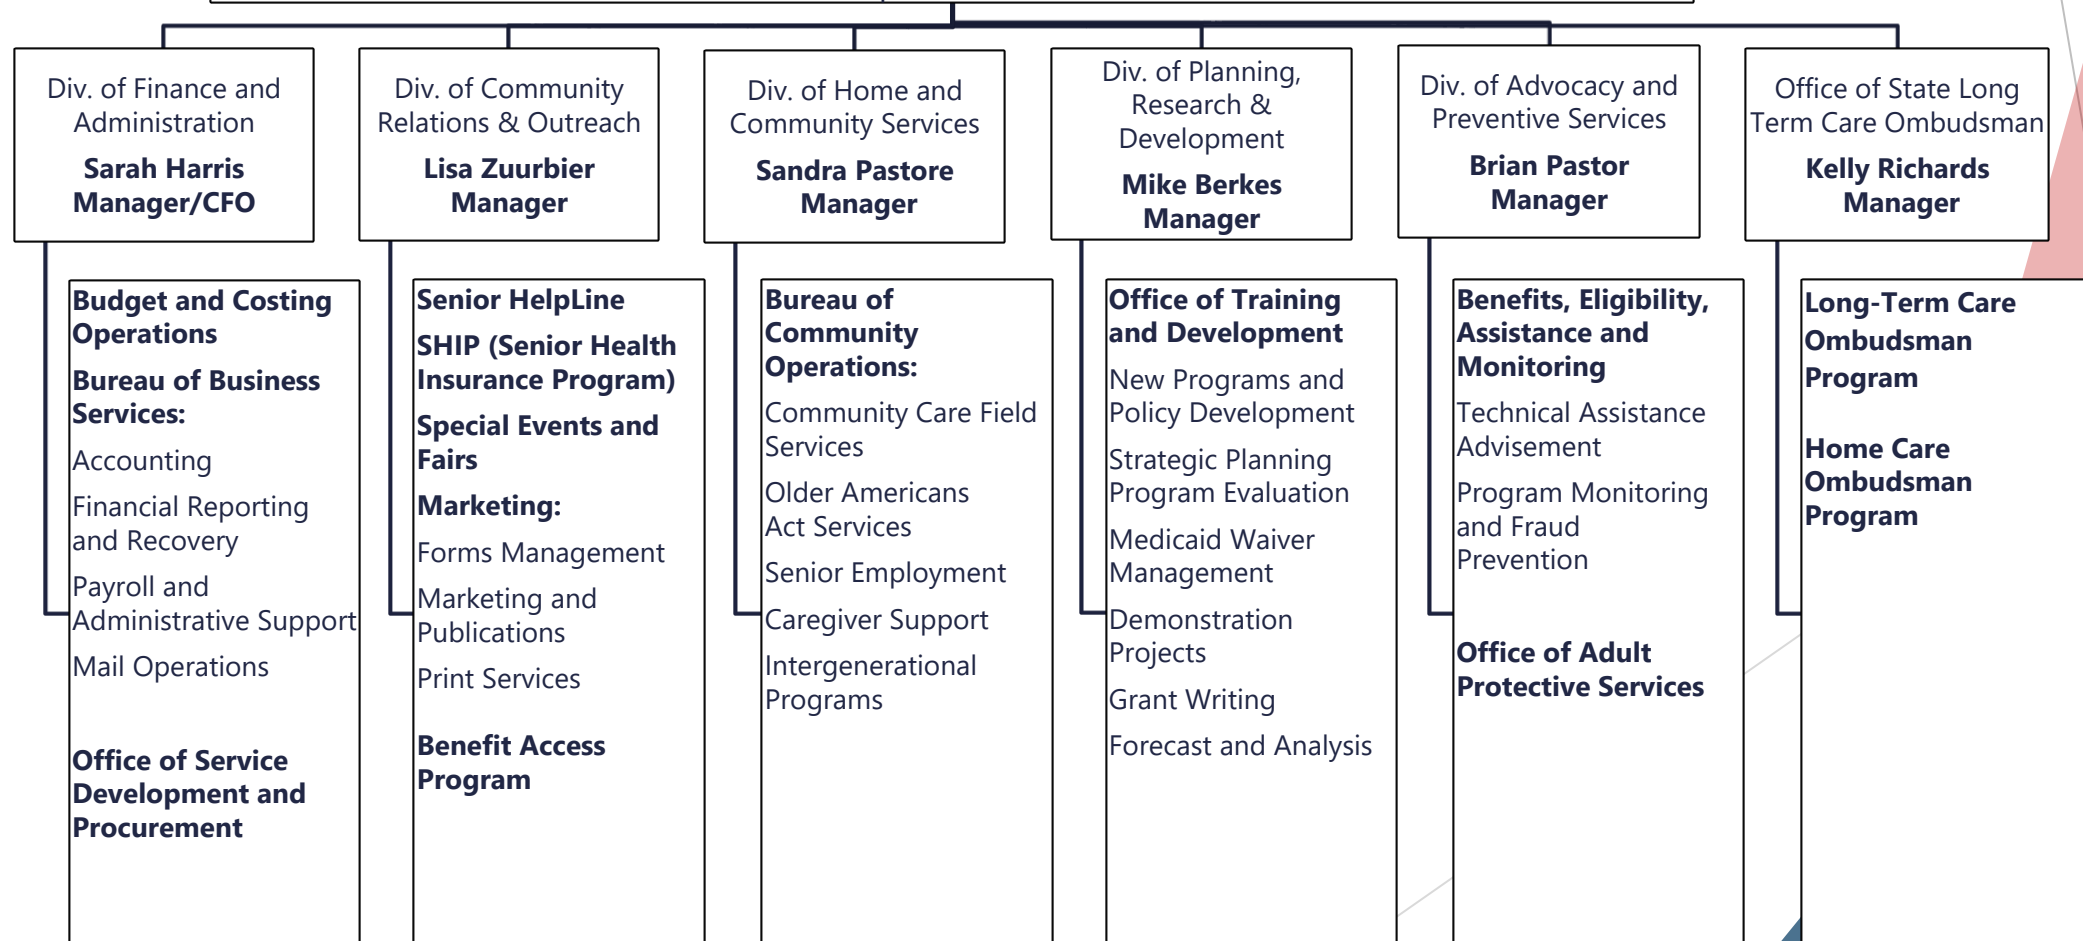 Div. of Finance and
Administration
Sarah Harris
Manager/CFO
Div. of Community
Relations & Outreach
Lisa Zuurbier
Manager
Div. of Home and
Community Services
Sandra Pastore
Manager
Div. of Planning,
Research &
Development
Mike Berkes
Manager
Div. of Advocacy and
Preventive Services
Brian Pastor
Manager
Office of State Long
Term Care Ombudsman
Kelly Richards
Manager
Budget and Costing
Operations
Bureau of Business
Services:
Accounting
Financial Reporting
and Recovery
Payroll and
Administrative Support
Mail Operations
Office of Service
Development and
Procurement
Senior HelpLine
SHIP (Senior Health
Insurance Program)
Special Events and
Fairs
Marketing:
Forms Management
Marketing and
Publications
Print Services
Benefit Access
Program
Bureau of
Community
Operations:
Community Care Field
Services
Older Americans
Act Services
Senior Employment
Caregiver Support
Intergenerational
Programs
Office of Training
and Development
New Programs and
Policy Development
Strategic Planning
Program Evaluation
Medicaid Waiver
Management
Demonstration
Projects
Grant Writing
Forecast and Analysis
Benefits, Eligibility,
Assistance and
Monitoring
Technical Assistance
Advisement
Program Monitoring
and Fraud
Prevention
Office of Adult
Protective Services
Long-Term Care
Ombudsman
Program
Home Care
Ombudsman
Program